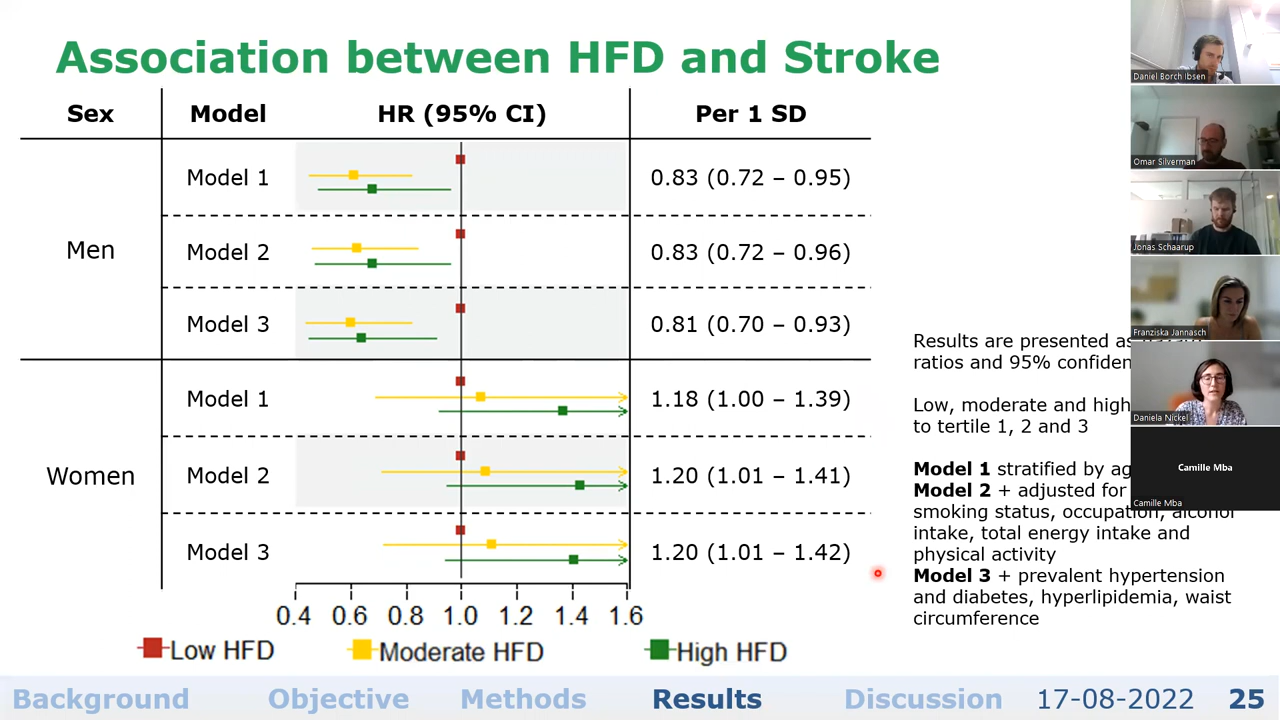 Association between HFD and Stroke
Sex Model HR (95% CI) Per 1 SD
Men
Model 1 0.83 (0.72 – 0.95)
Model 2 0.83 (0.72 – 0.96)
Model 3 0.81 (0.70 – 0.93)
Women
Model 1 1.18 (1.00 – 1.39)
Model 2 1.20 (1.01 – 1.41)
Model 3 1.20 (1.01 – 1.42)
0.4 0.6 0.8 1.0 1.2 1.4 1.6
Low HFD Moderate HFD High HFD
Results are presented as
ratios and 95%
Low, moderate and high
to tertile 1, 2 and 3
Model 1 stratified by
Model 2 + adjusted for
smoking status, occupation, alcohol
intake, total energy intake and
physical activity
Model 3 + prevalent hypertension
and diabetes, hyperlipidemia, waist
circumference
Daniel Borch Ibsen
Omar Silverman
Jonas Schaarup
Franziska Jannasch
Daniela Nickel
Camille Mba
Camille Mba
Background Objective Methods Results Discussion 17-08-2022 25